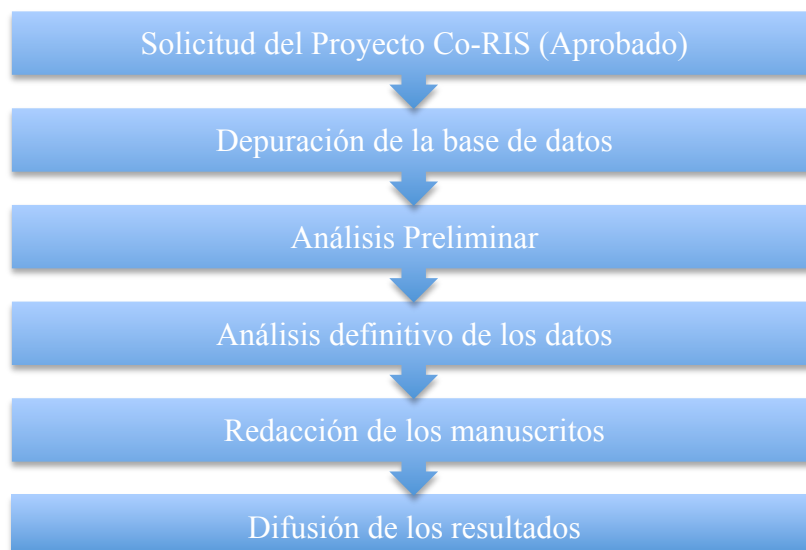 Solicitud del Proyecto Co-RIS (Aprobado)
Depuración de la base de datos
Análisis Preliminar
Análisis definitivo de los datos
Redacción de los manuscritos
Difusión de los resultados